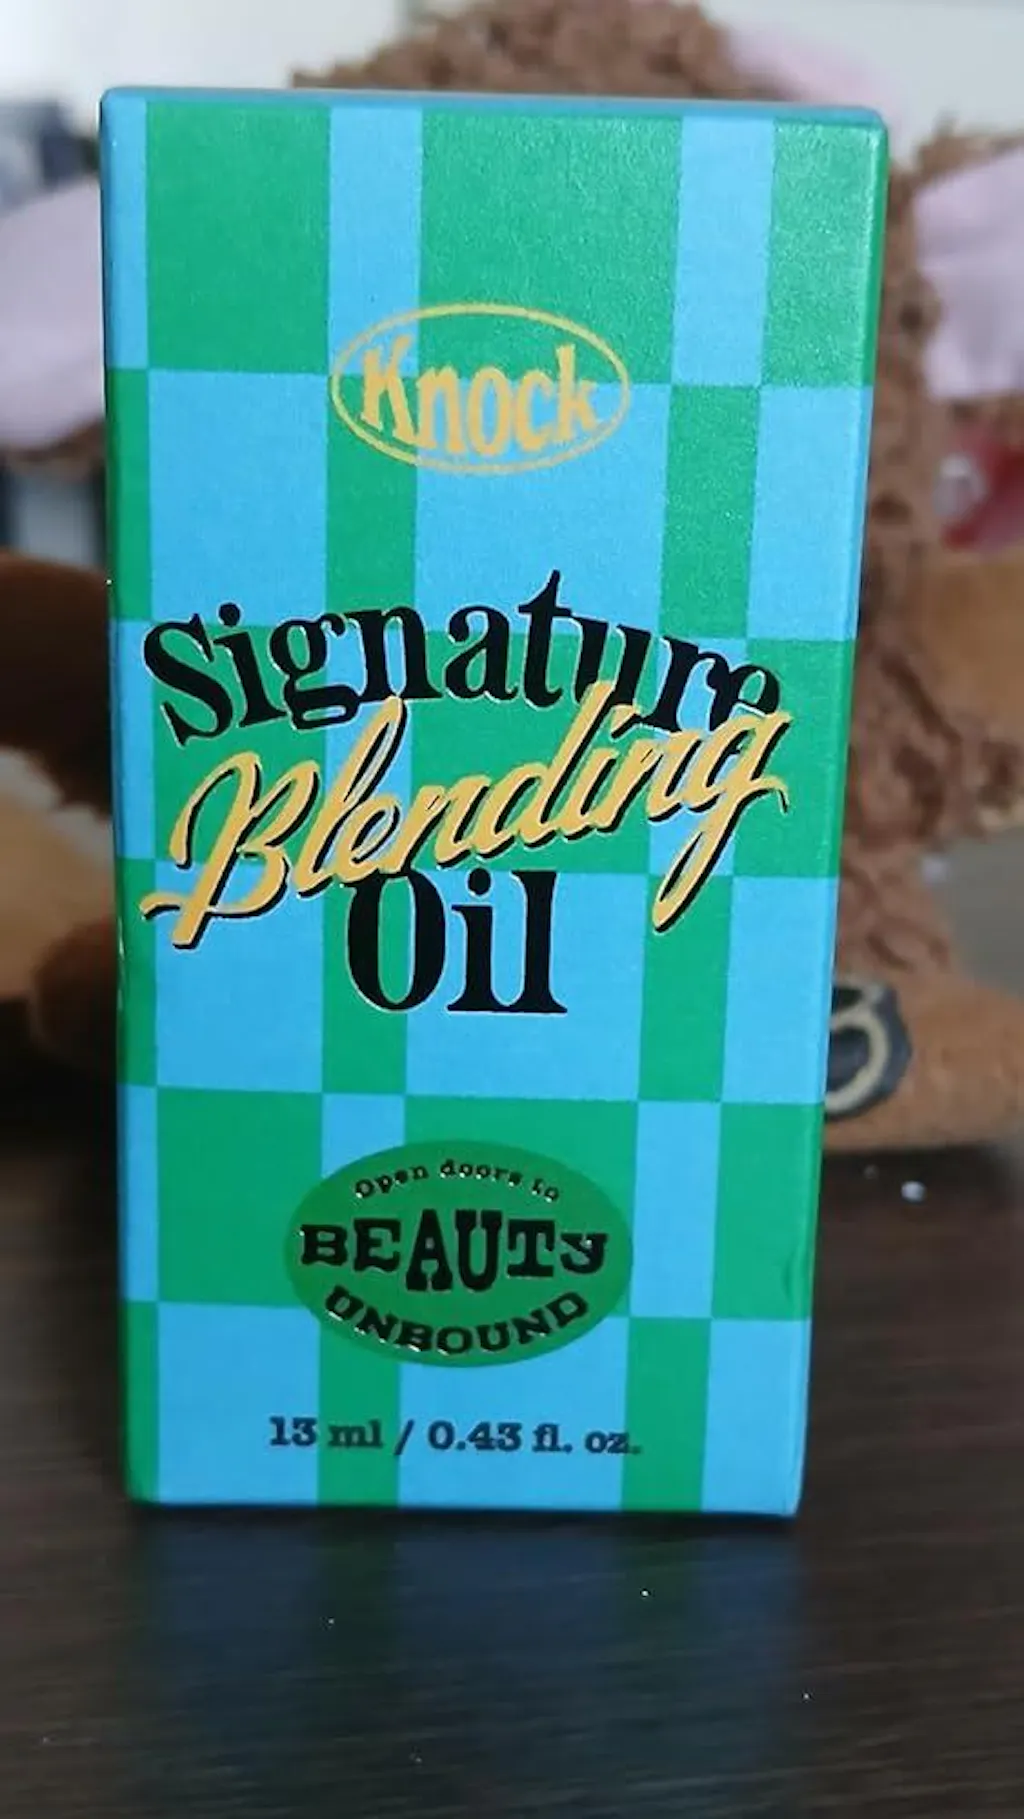 Knock
Signature
Blending
Oil
Open doors to
BEAUTY
UNBOUND
13 ml / 0.43 fl. oz.